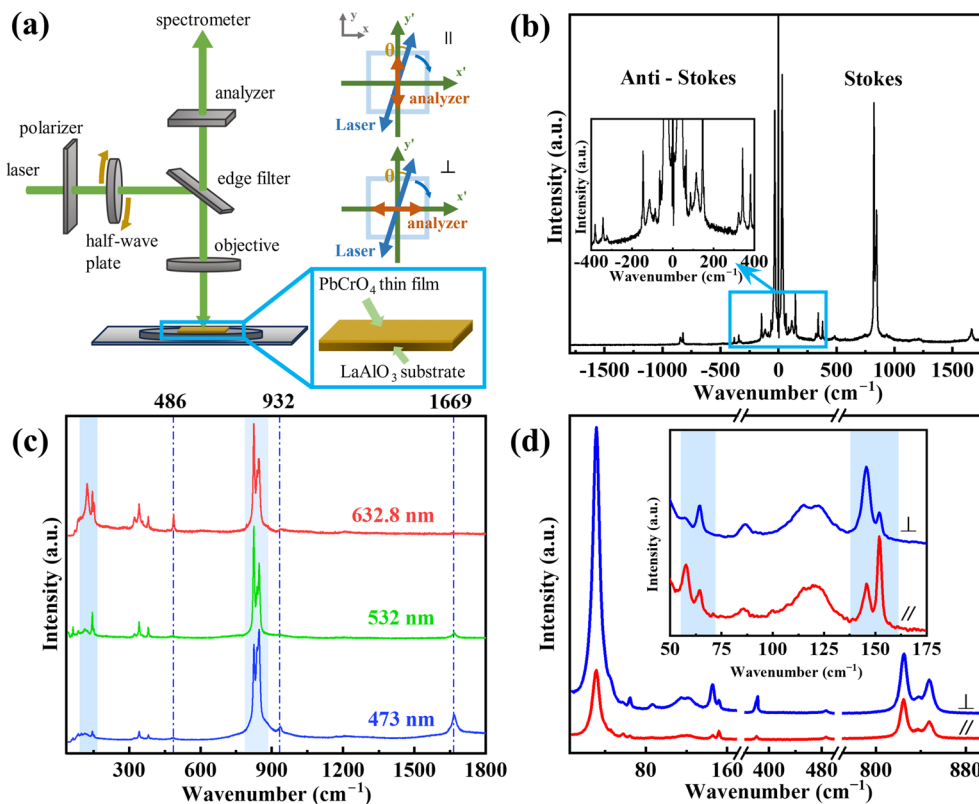 (a)
spectrometer
analyzer
polarizer
laser
edge filter
half-wave
plate
objective
PbCrO₄ thin film
LaAlO₃ substrate
y
x
y'
θ
//
x'
analyzer
Laser
y'
θ
⊥
x'
analyzer
Laser
(b)
Anti - Stokes
Stokes
Intensity (a.u.)
Intensity (a.u.)
-400 -200 0 200 400
Wavenumber (cm⁻¹)
-1500 -1000 -500 0 500 1000 1500
Wavenumber (cm⁻¹)
(c)
486
932
1669
632.8 nm
532 nm
473 nm
Intensity (a.u.)
300 600 900 1200 1500 1800
Wavenumber (cm⁻¹)
(d)
Intensity (a.u.)
Intensity (a.u.)
⊥
//
50 75 100 125 150 175
Wavenumber (cm⁻¹)
⊥
//
80 160 400 480 800 880
Wavenumber (cm⁻¹)